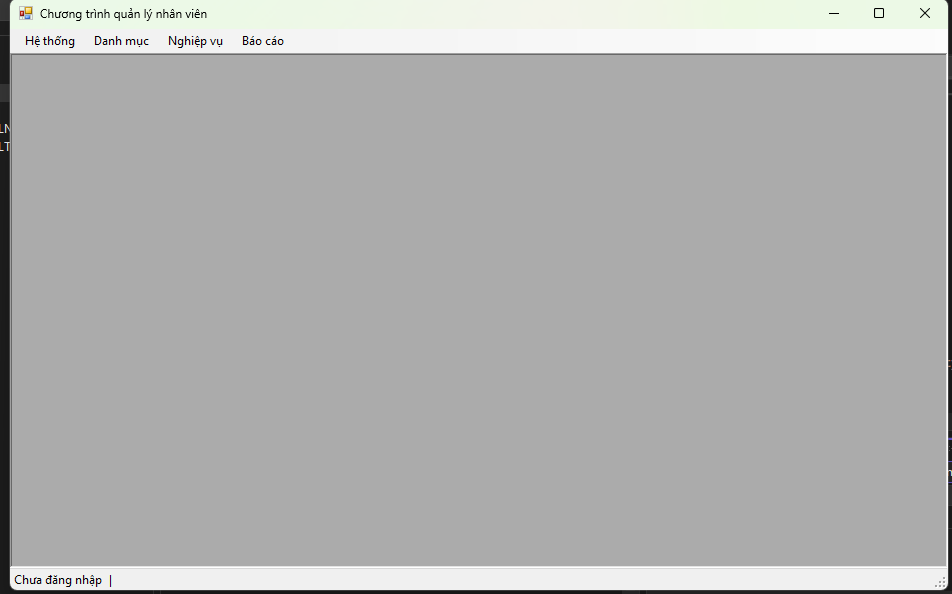 Chương trình quản lý nhân viên
Hệ thống Danh mục Nghiệp vụ Báo cáo
Chưa đăng nhập |